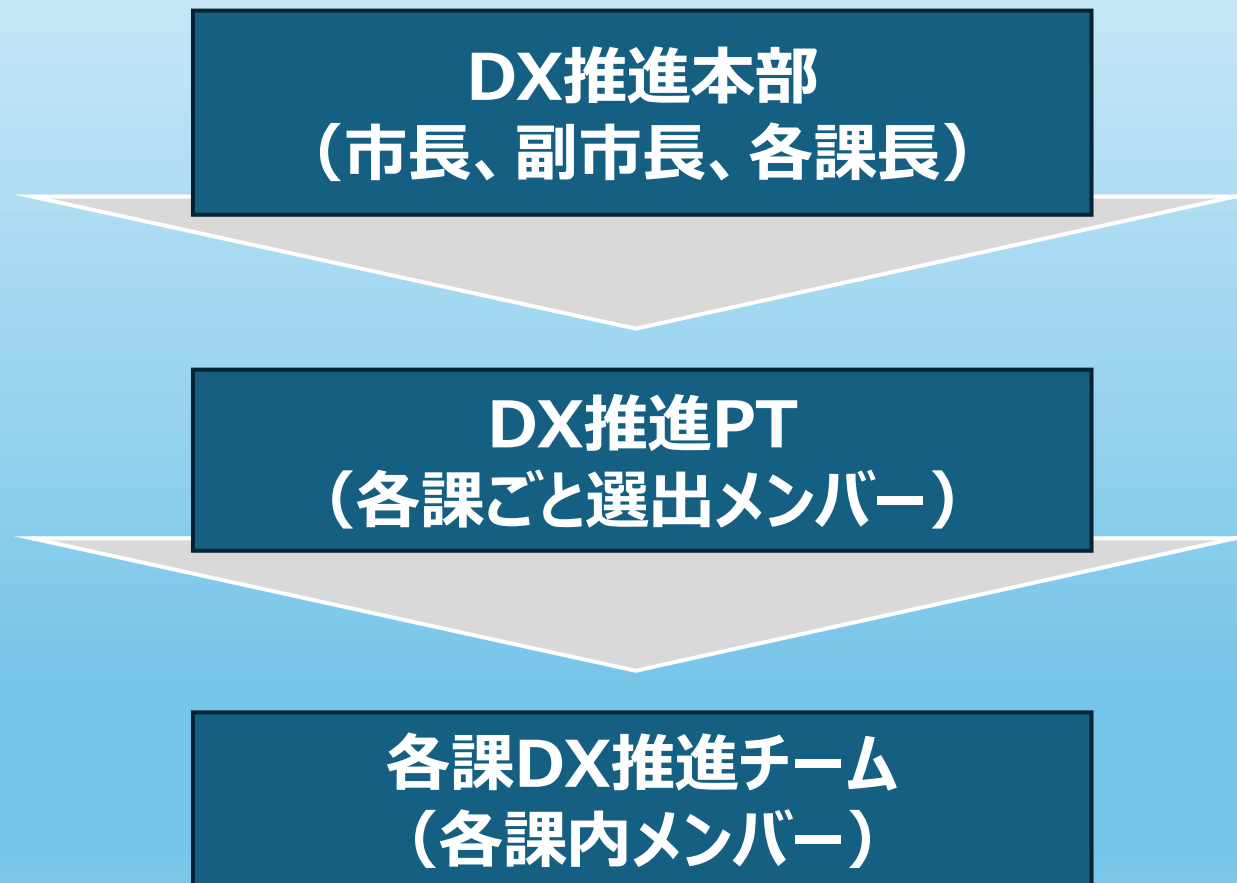 DX推進本部
（市長、副市長、各課長）
DX推進PT
（各課ごと選出メンバー）
各課DX推進チーム
（各課内メンバー）